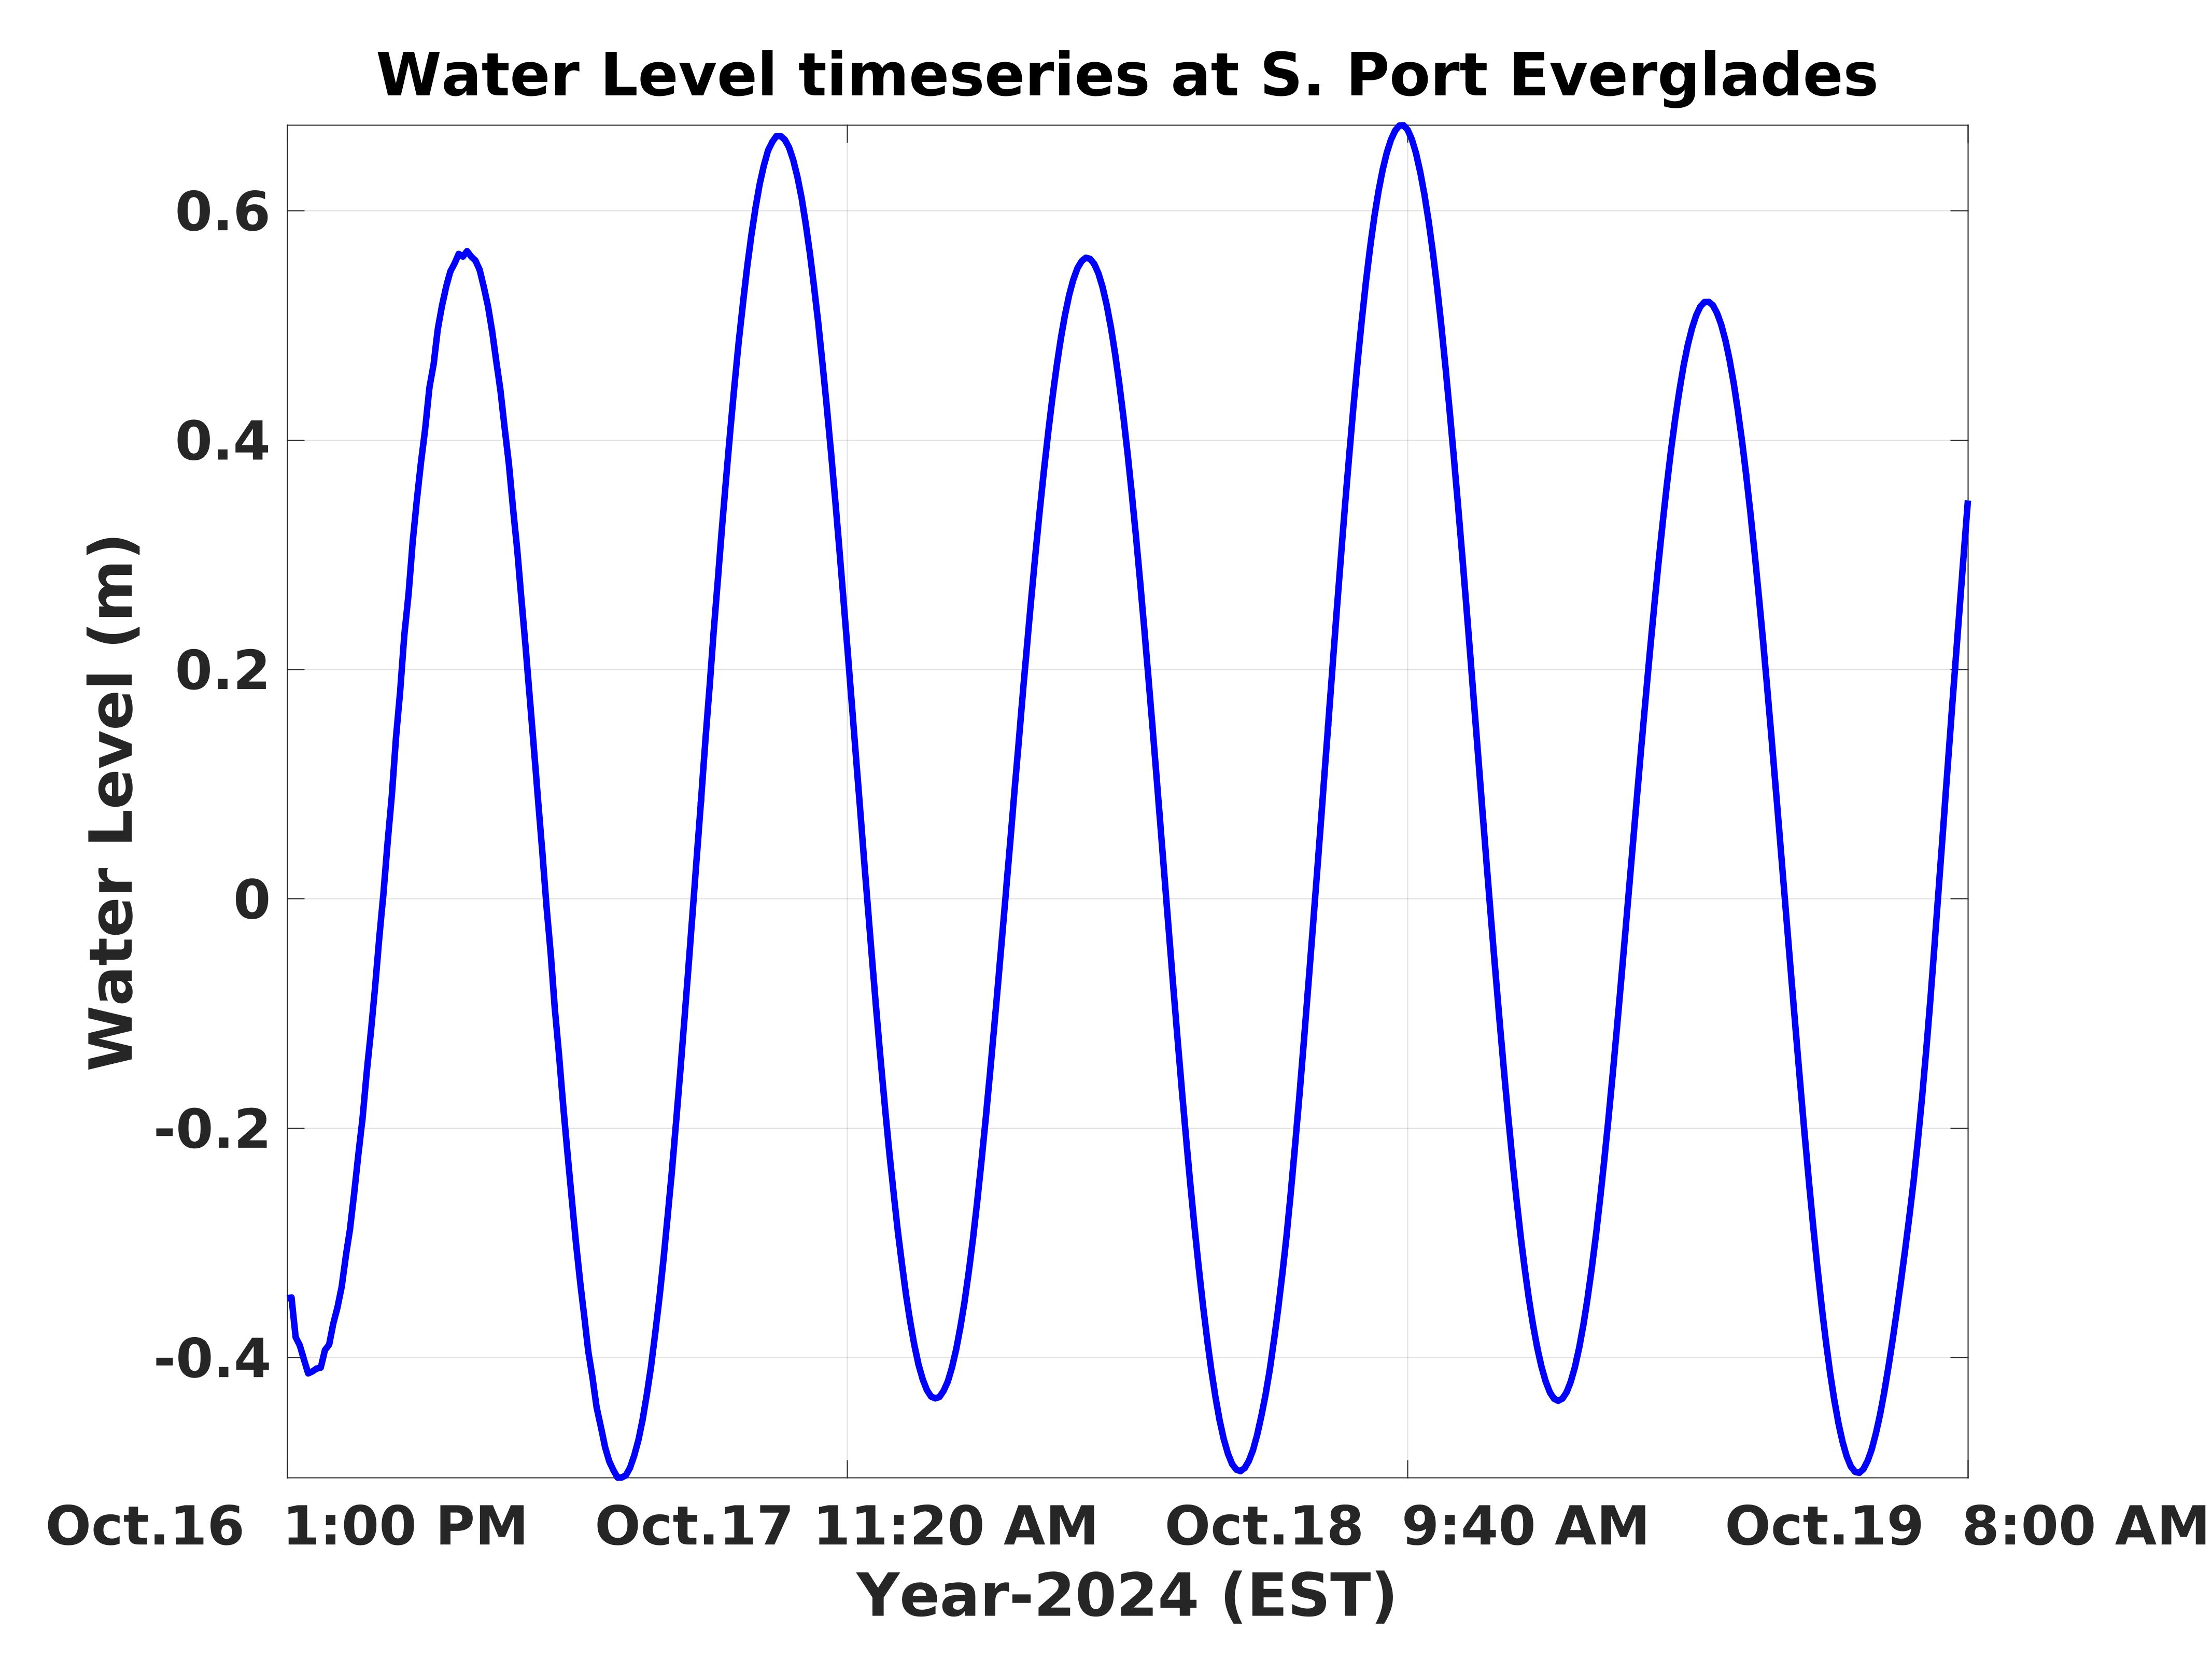 Water Level timeseries at S. Port Everglades
0.6
0.4
0.2
0
-0.2
-0.4
Water Level (m)
Oct.16 1:00 PM Oct.17 11:20 AM Oct.18 9:40 AM Oct.19 8:00 AM
Year-2024 (EST)